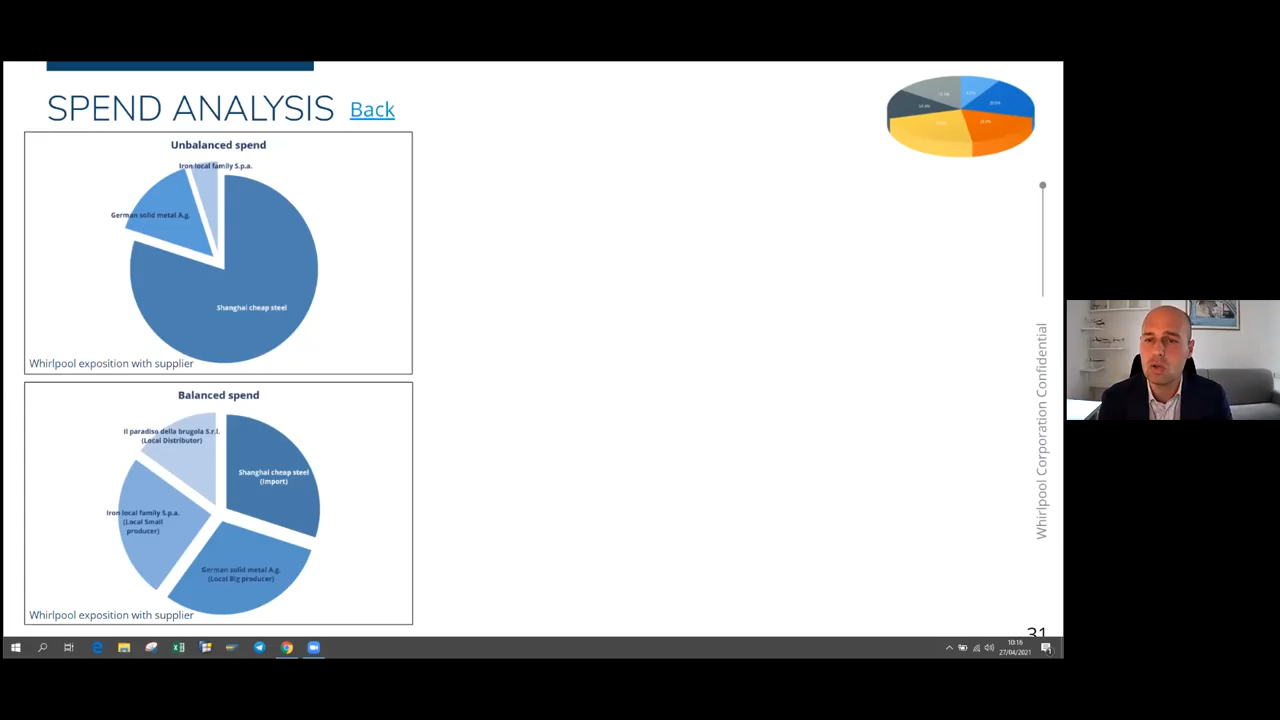 SPEND ANALYSIS Back
Unbalanced spend
Iron local family S.p.a.
German solid metal A.g.
Shanghai cheap steel
Whirlpool exposition with supplier
Balanced spend
Il paradiso della brugola S.r.l.
(Local Distributor)
Shanghai cheap steel
(Import)
Iron local family S.p.a.
(Local Small
producer)
German solid metal A.g.
(Local Big producer)
Whirlpool exposition with supplier
Whirlpool Corporation Confidential
31
10:16
27/04/2021